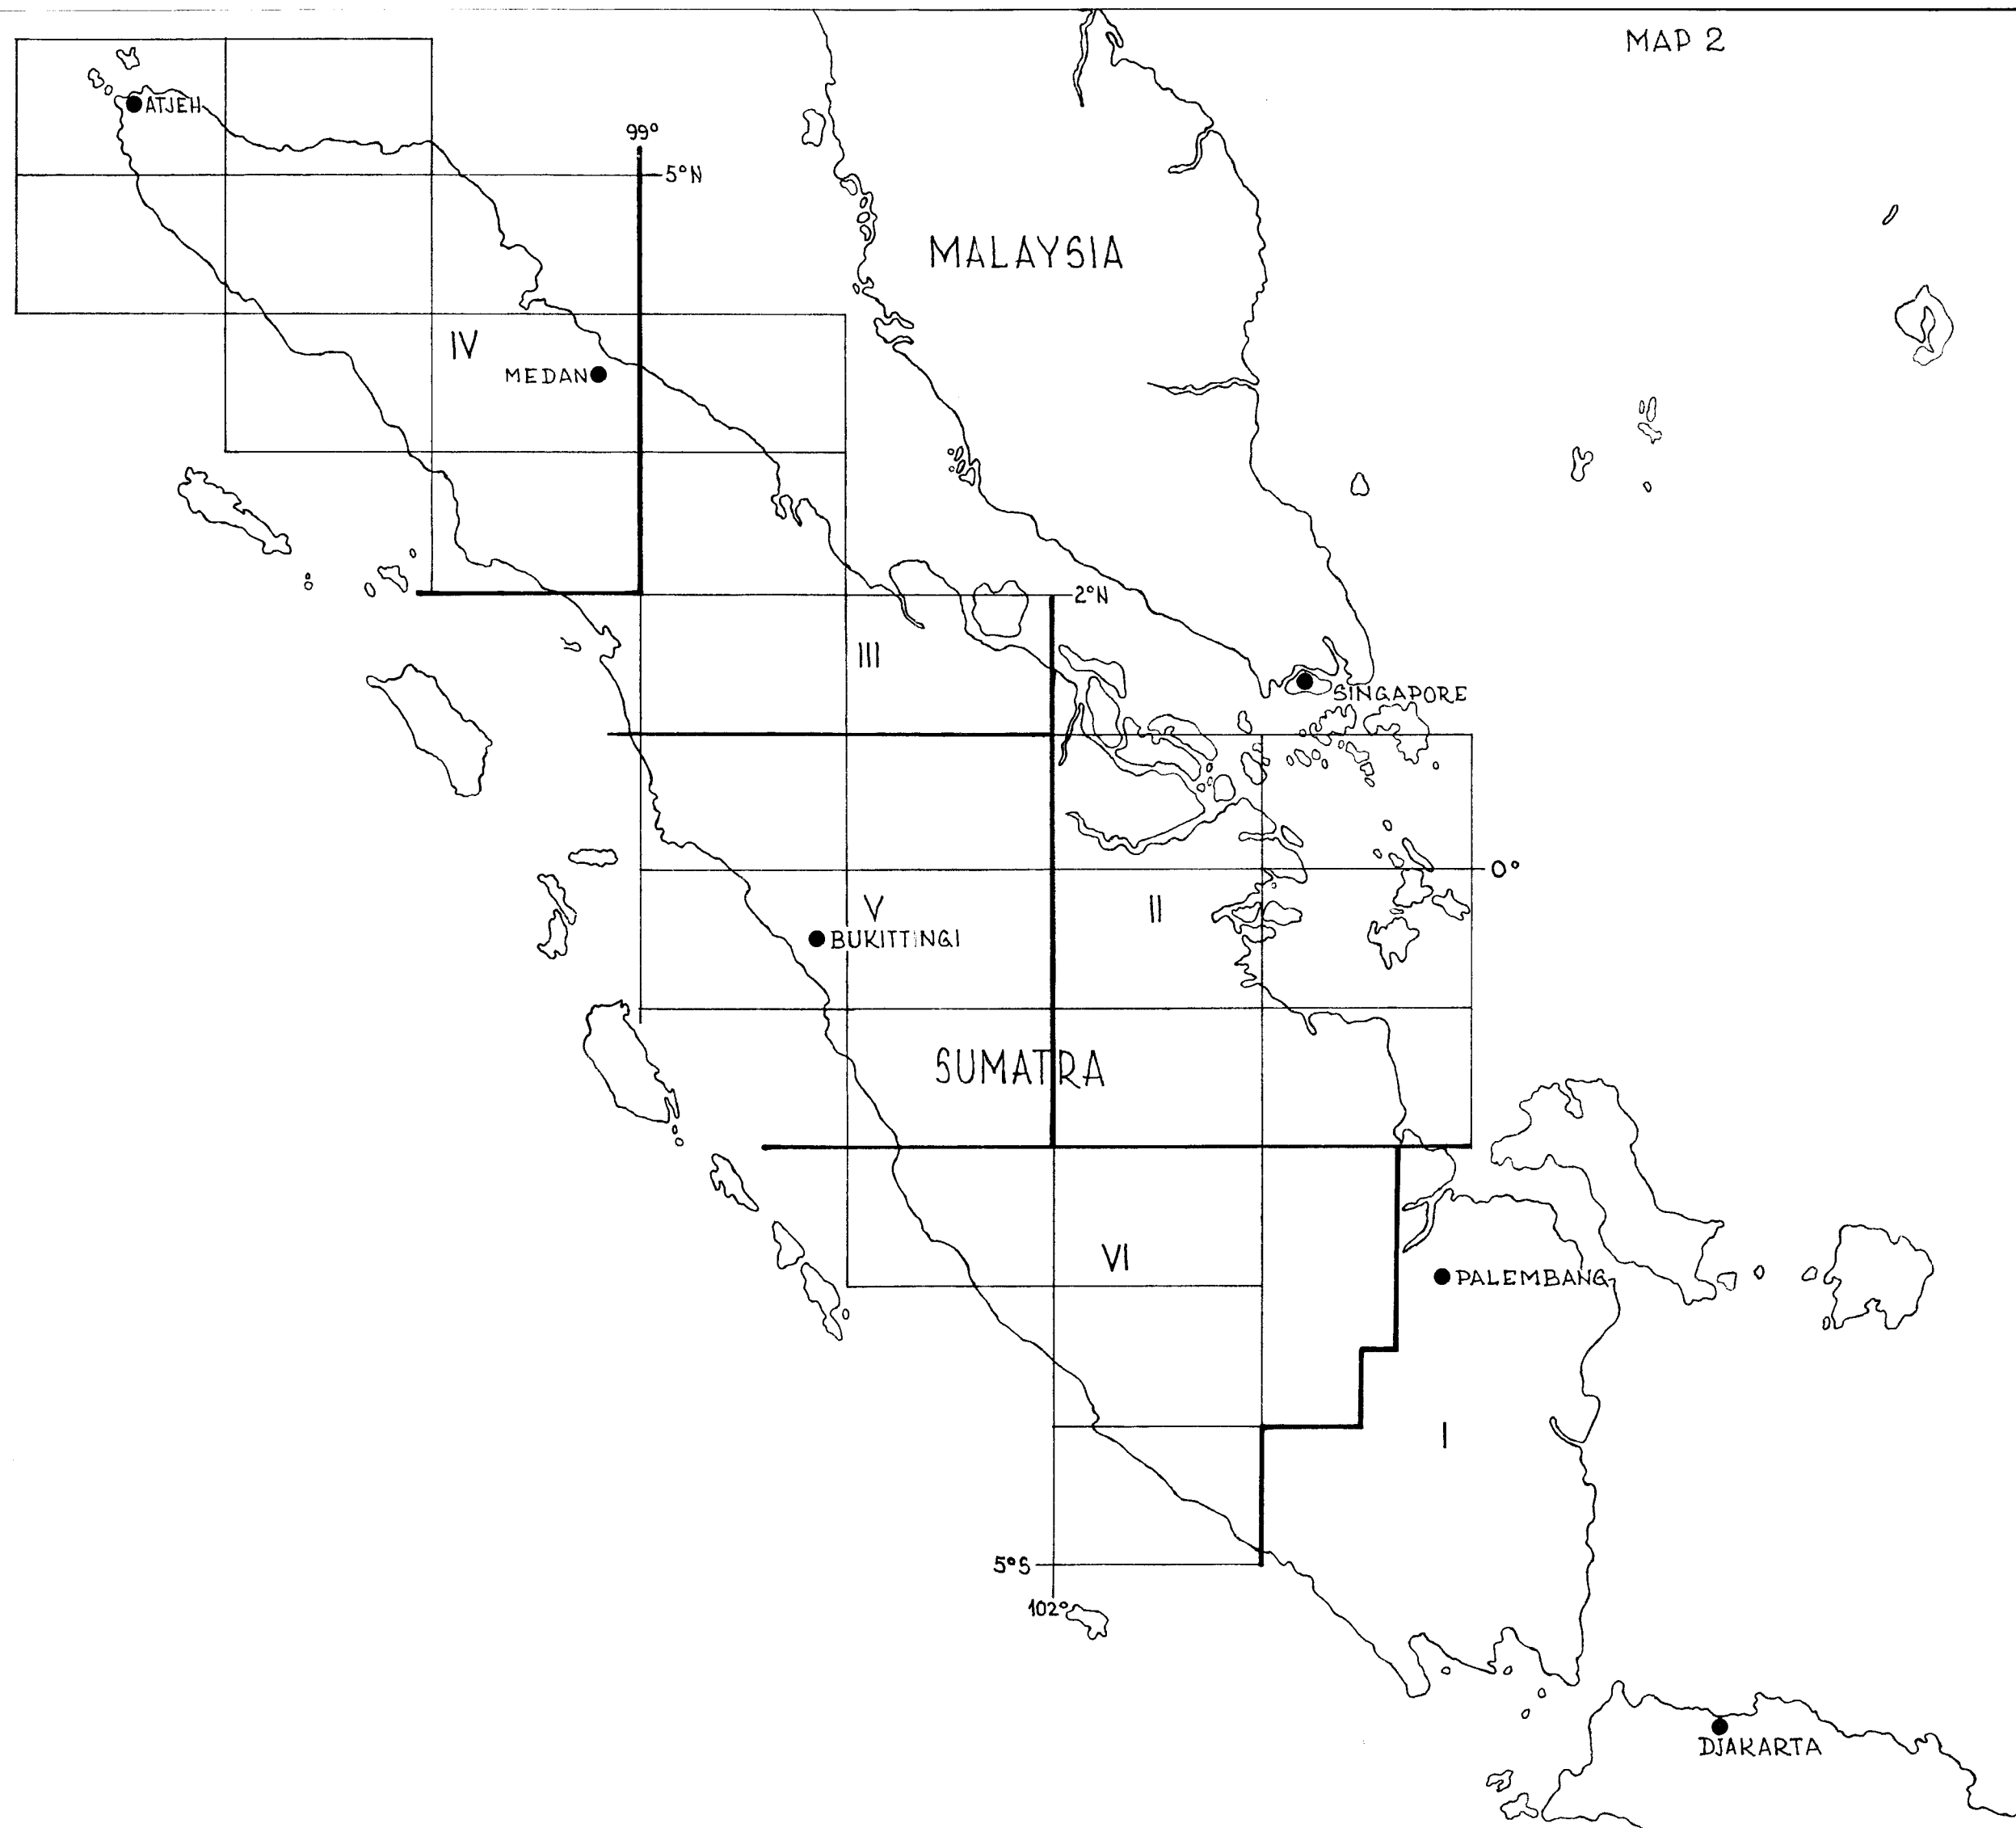 MAP 2
ATJEH
99°
5°N
MALAYSIA
IV
MEDAN
2°N
III
SINGAPORE
0°
V
II
BUKITTINGI
SUMATRA
VI
PALEMBANG
I
5°S
102°
DJAKARTA